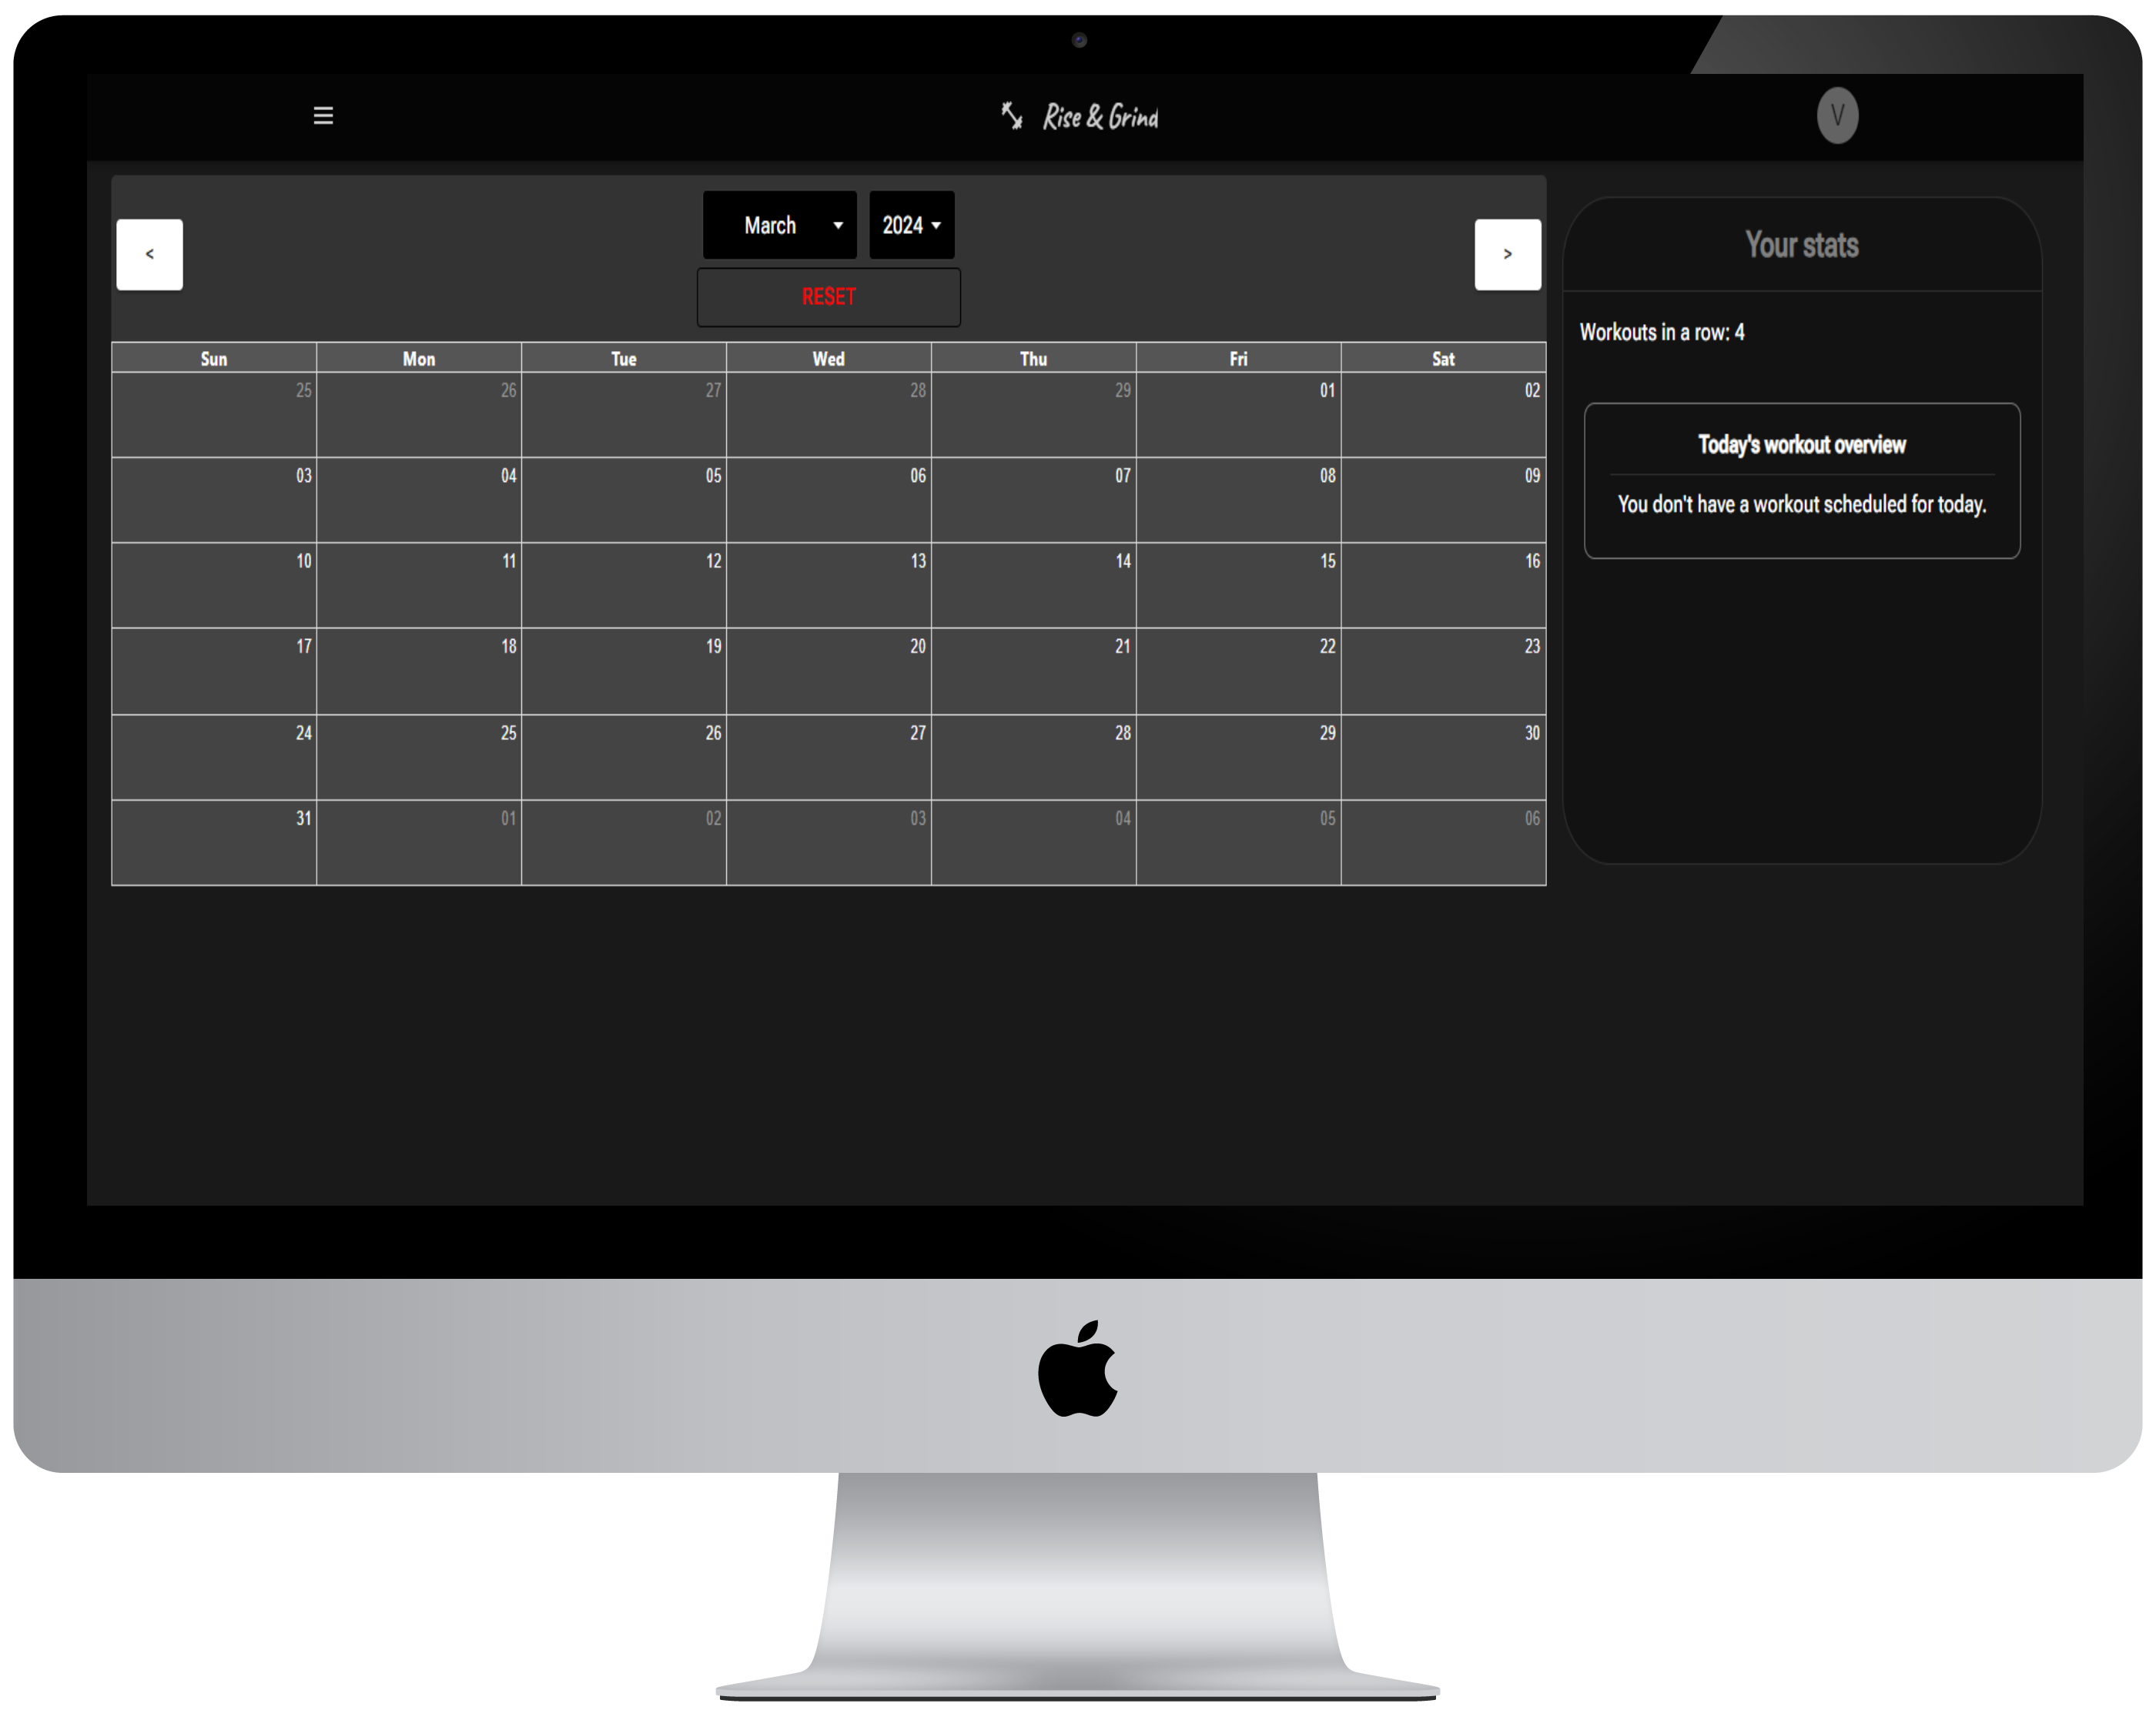 Rise & Grind
V
March 2024
< >
RESET
Sun Mon Tue Wed Thu Fri Sat
25 26 27 28 29 01 02
03 04 05 06 07 08 09
10 11 12 13 14 15 16
17 18 19 20 21 22 23
24 25 26 27 28 29 30
31 01 02 03 04 05 06
Your stats
Workouts in a row: 4
Today's workout overview
You don't have a workout scheduled for today.